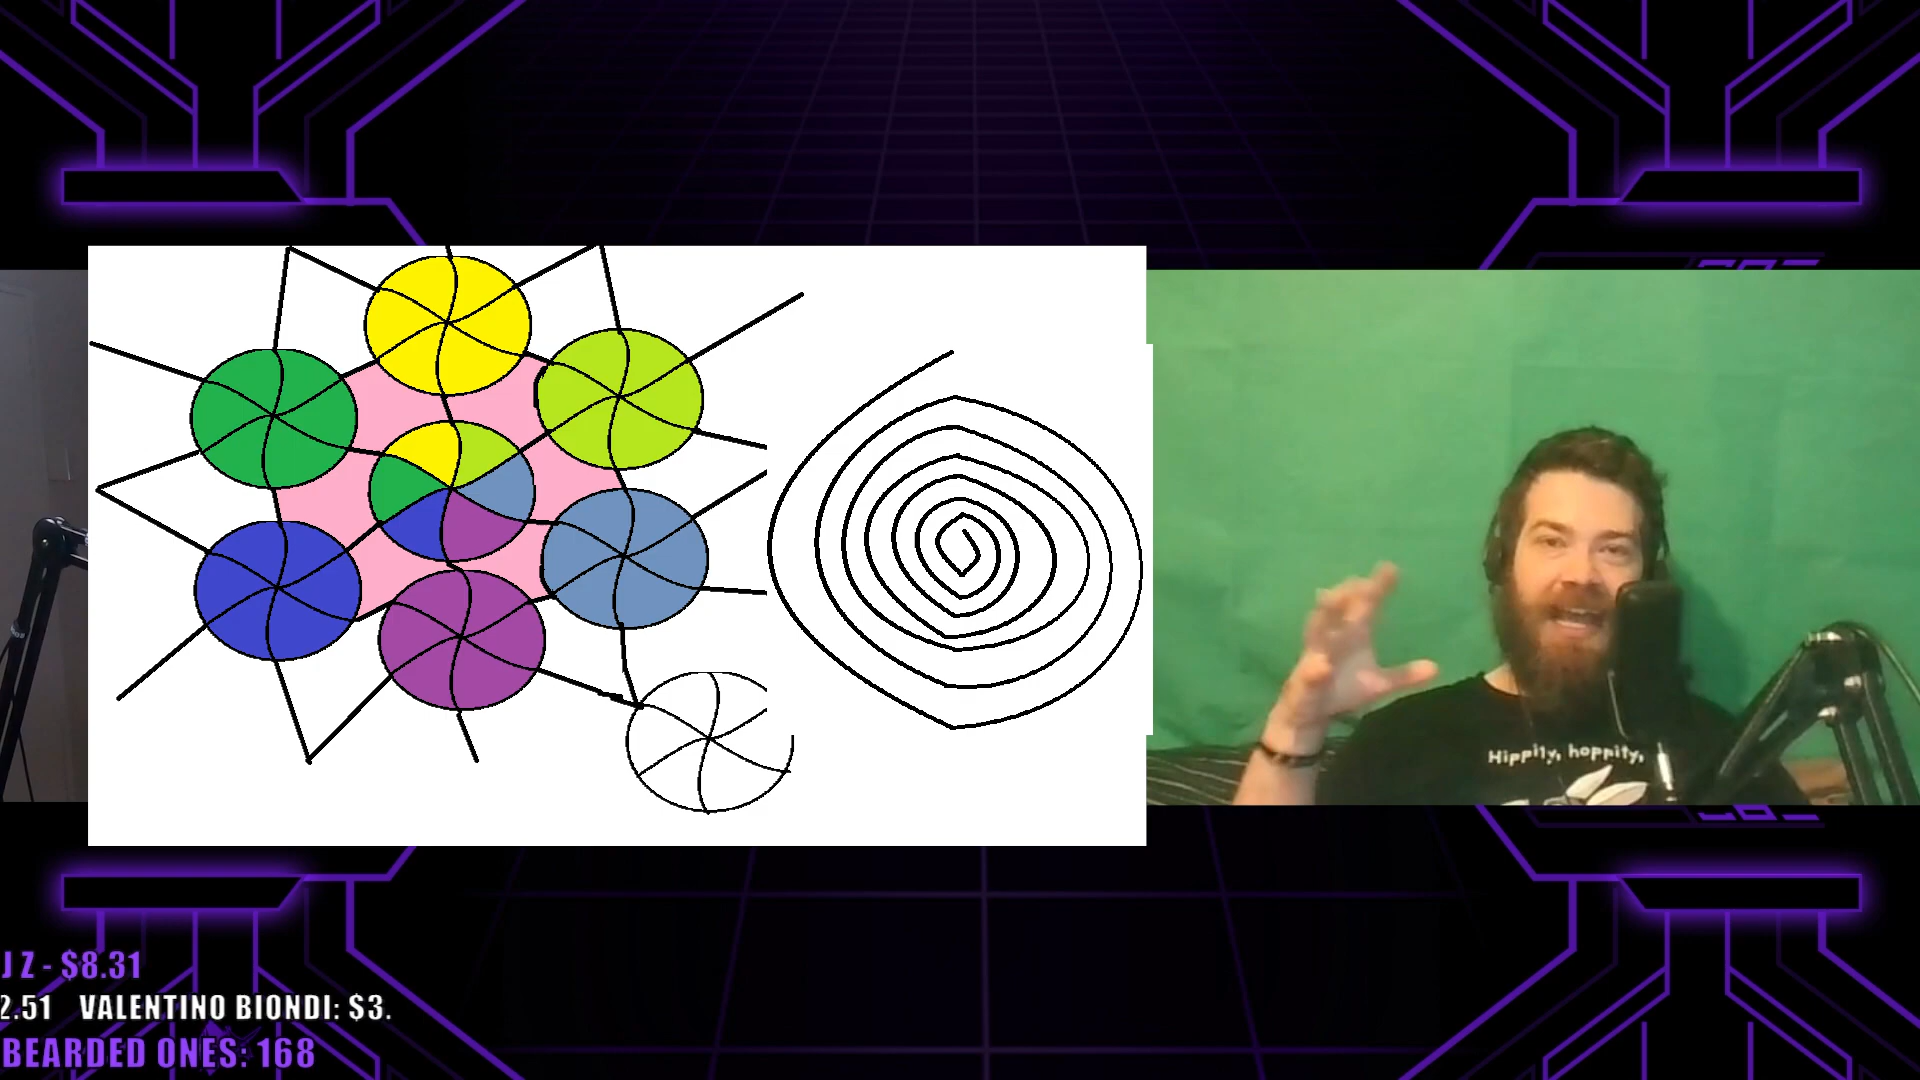 Hippity, hoppity,
J Z - $8.31
2.51 VALENTINO BIONDI: $3.
BEARDED ONES: 168